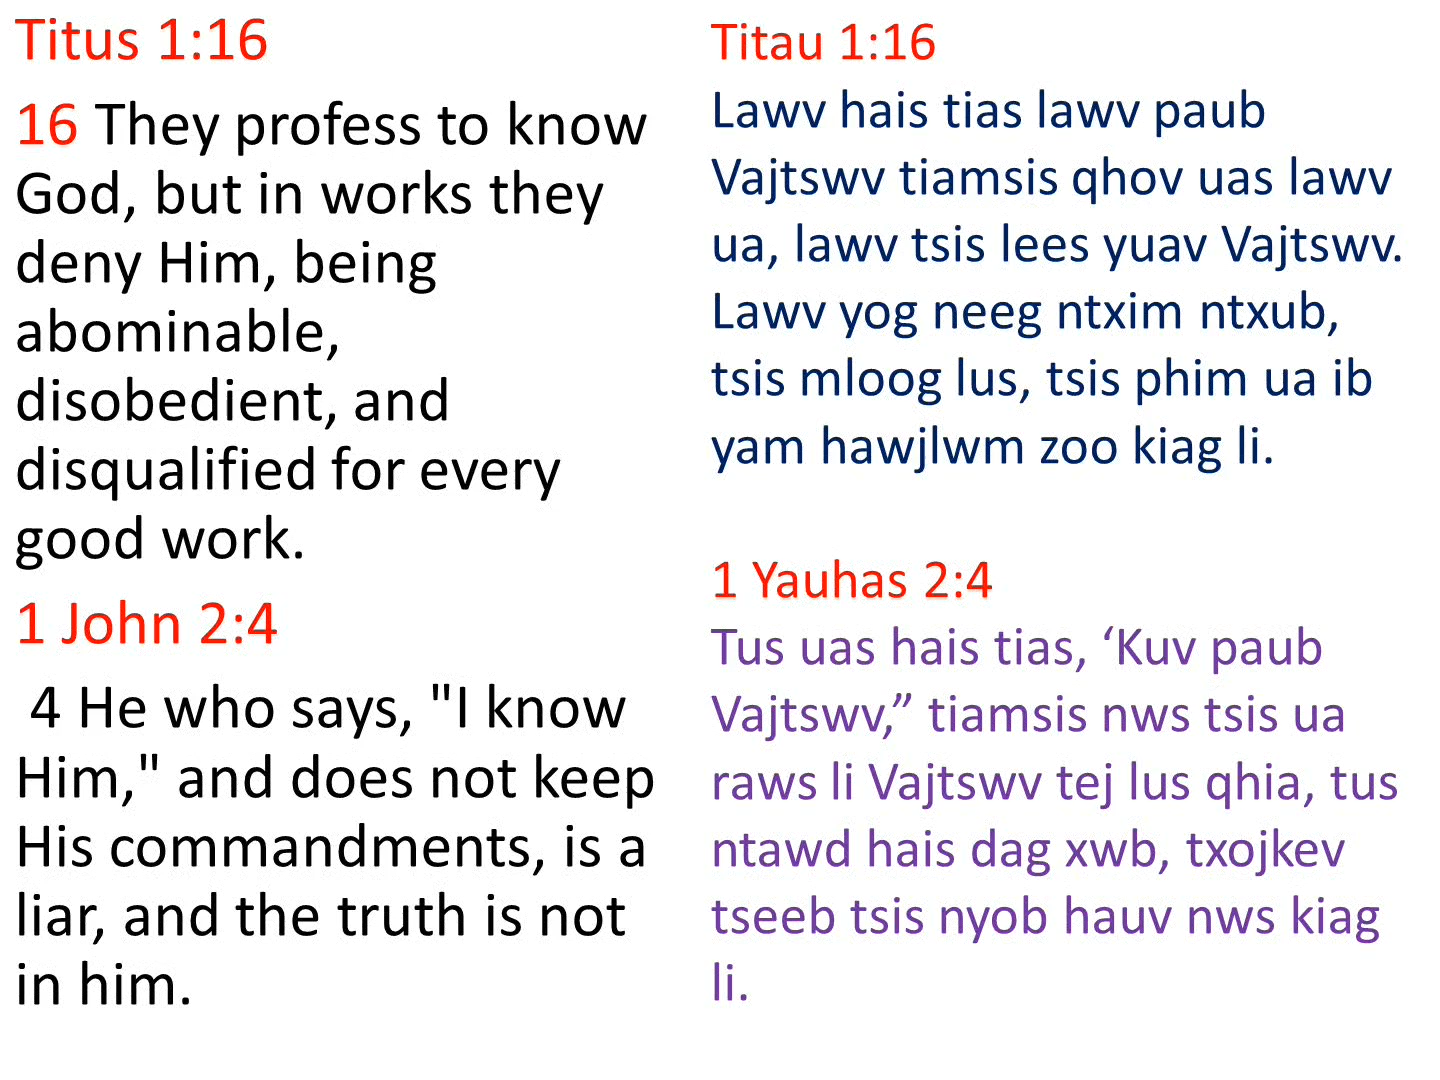 Titus 1:16
16 They profess to know
God, but in works they
deny Him, being
abominable,
disobedient, and
disqualified for every
good work.
1 John 2:4
4 He who says, "I know
Him," and does not keep
His commandments, is a
liar, and the truth is not
in him.
Titau 1:16
Lawv hais tias lawv paub
Vajtswv tiamsis qhov uas lawv
ua, lawv tsis lees yuav Vajtswv.
Lawv yog neeg ntxim ntxub,
tsis mloog lus, tsis phim ua ib
yam hawjlwm zoo kiag li.
1 Yauhas 2:4
Tus uas hais tias, ‘Kuv paub
Vajtswv,” tiamsis nws tsis ua
raws li Vajtswv tej lus qhia, tus
ntawd hais dag xwb, txojkev
tseeb tsis nyob hauv nws kiag
li.